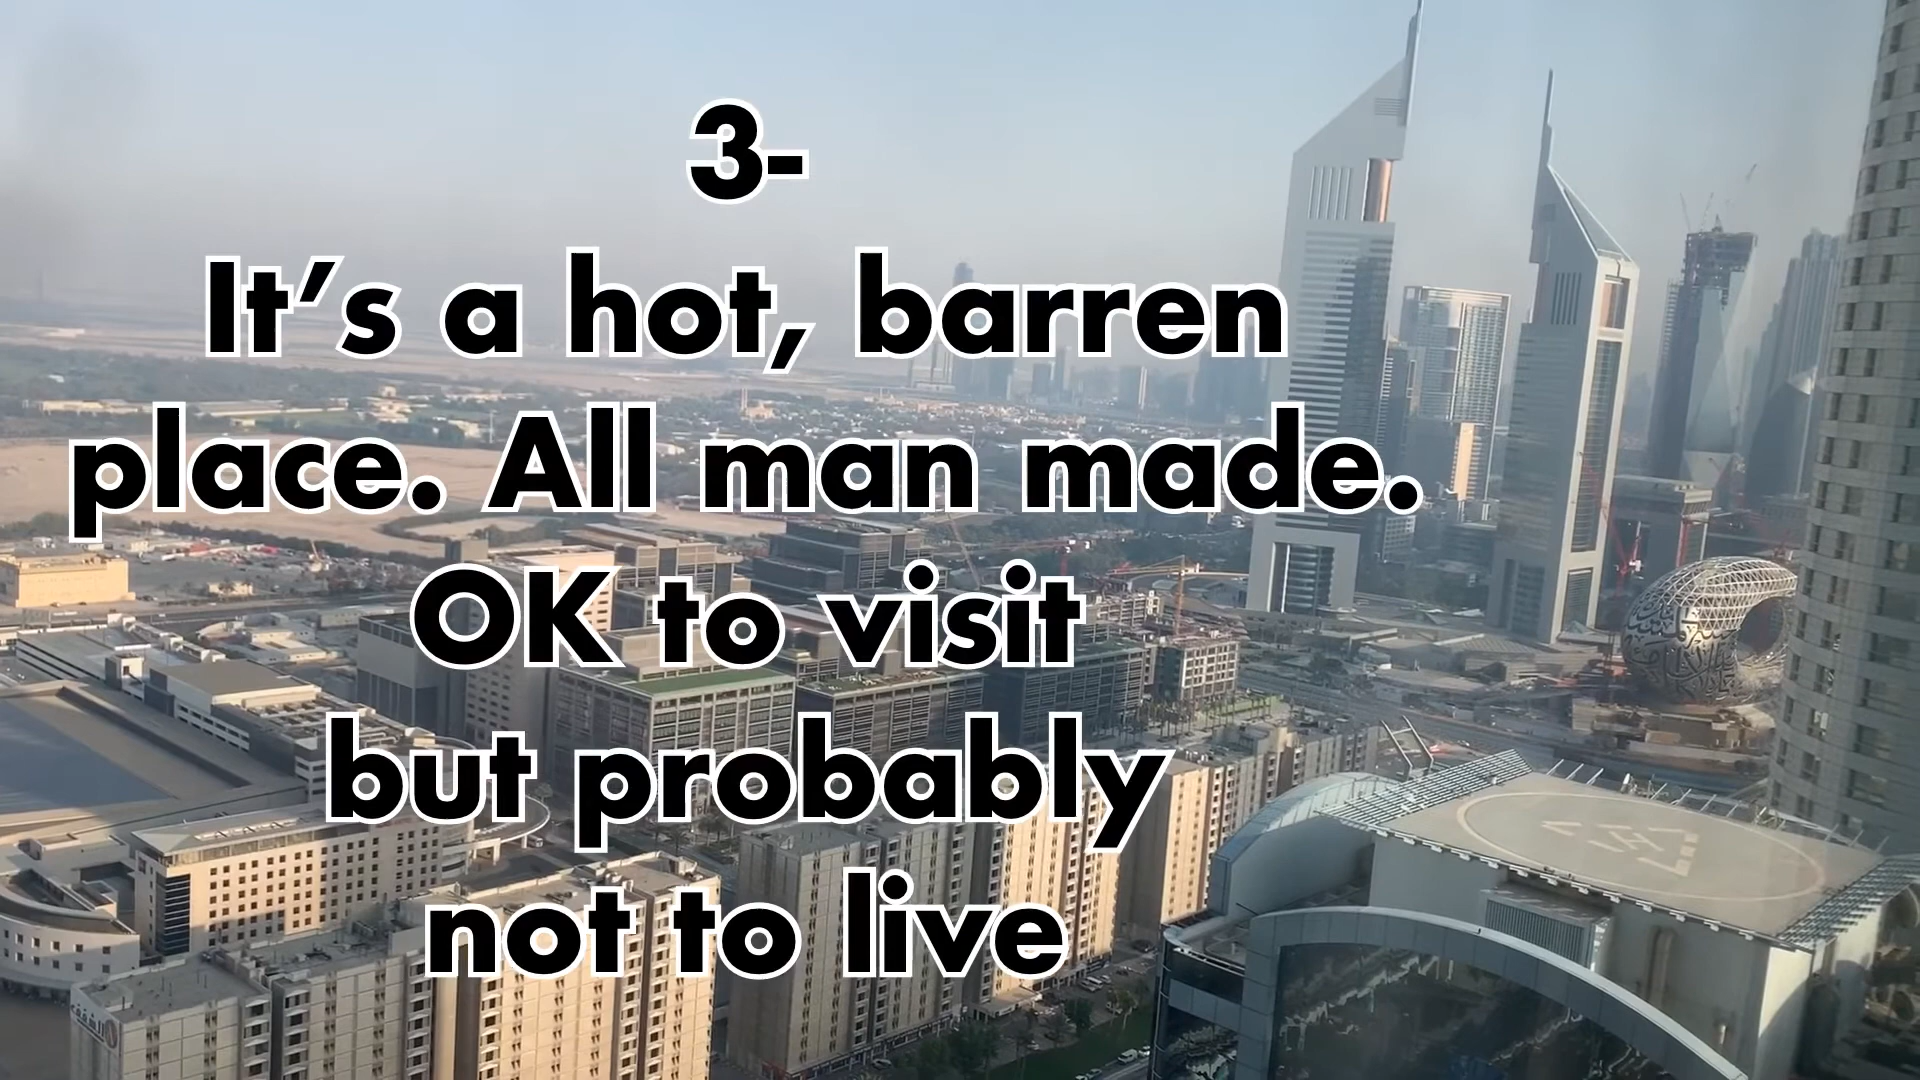 3-
It’s a hot, barren
place. All man made.
OK to visit
but probably
not to live